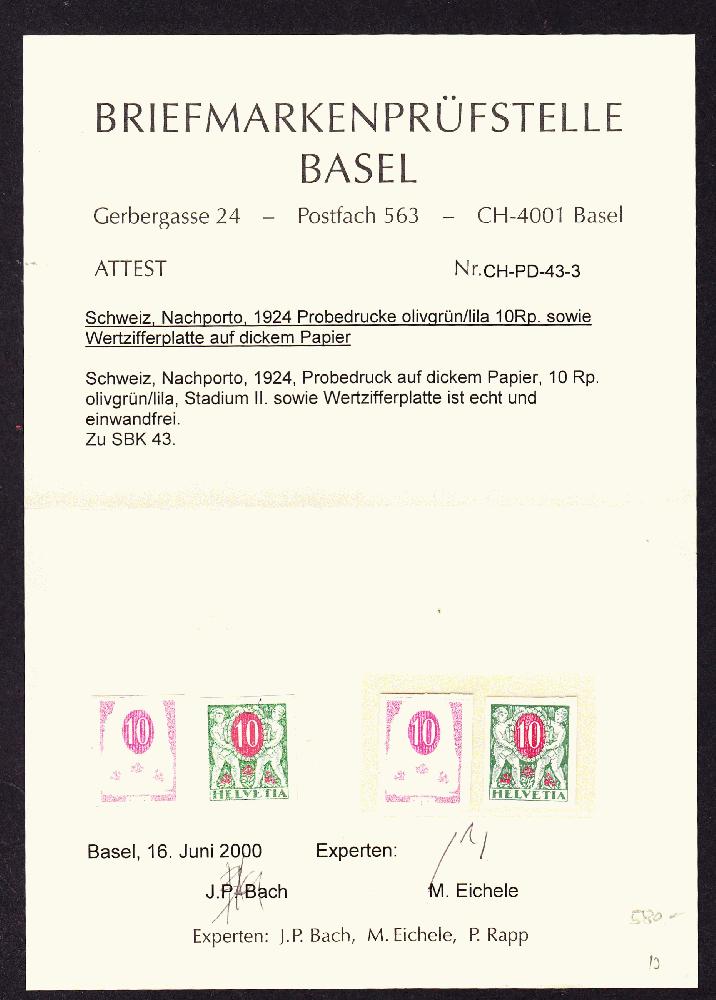 BRIEFMARKENPRÜFSTELLE
BASEL
Gerbergasse 24 – Postfach 563 – CH-4001 Basel
ATTEST Nr. CH-PD-43-3
Schweiz, Nachporto, 1924 Probedrucke olivgrün/lila 10Rp. sowie
Wertzifferplatte auf dickem Papier
Schweiz, Nachporto, 1924, Probedruck auf dickem Papier, 10 Rp.
olivgrün/lila, Stadium II. sowie Wertzifferplatte ist echt und
einwandfrei.
Zu SBK 43.
10 10 10 10
HELVETIA HELVETIA
Basel, 16. Juni 2000 Experten:
J.P. Bach M. Eichele
Experten: J.P. Bach, M. Eichele, P. Rapp